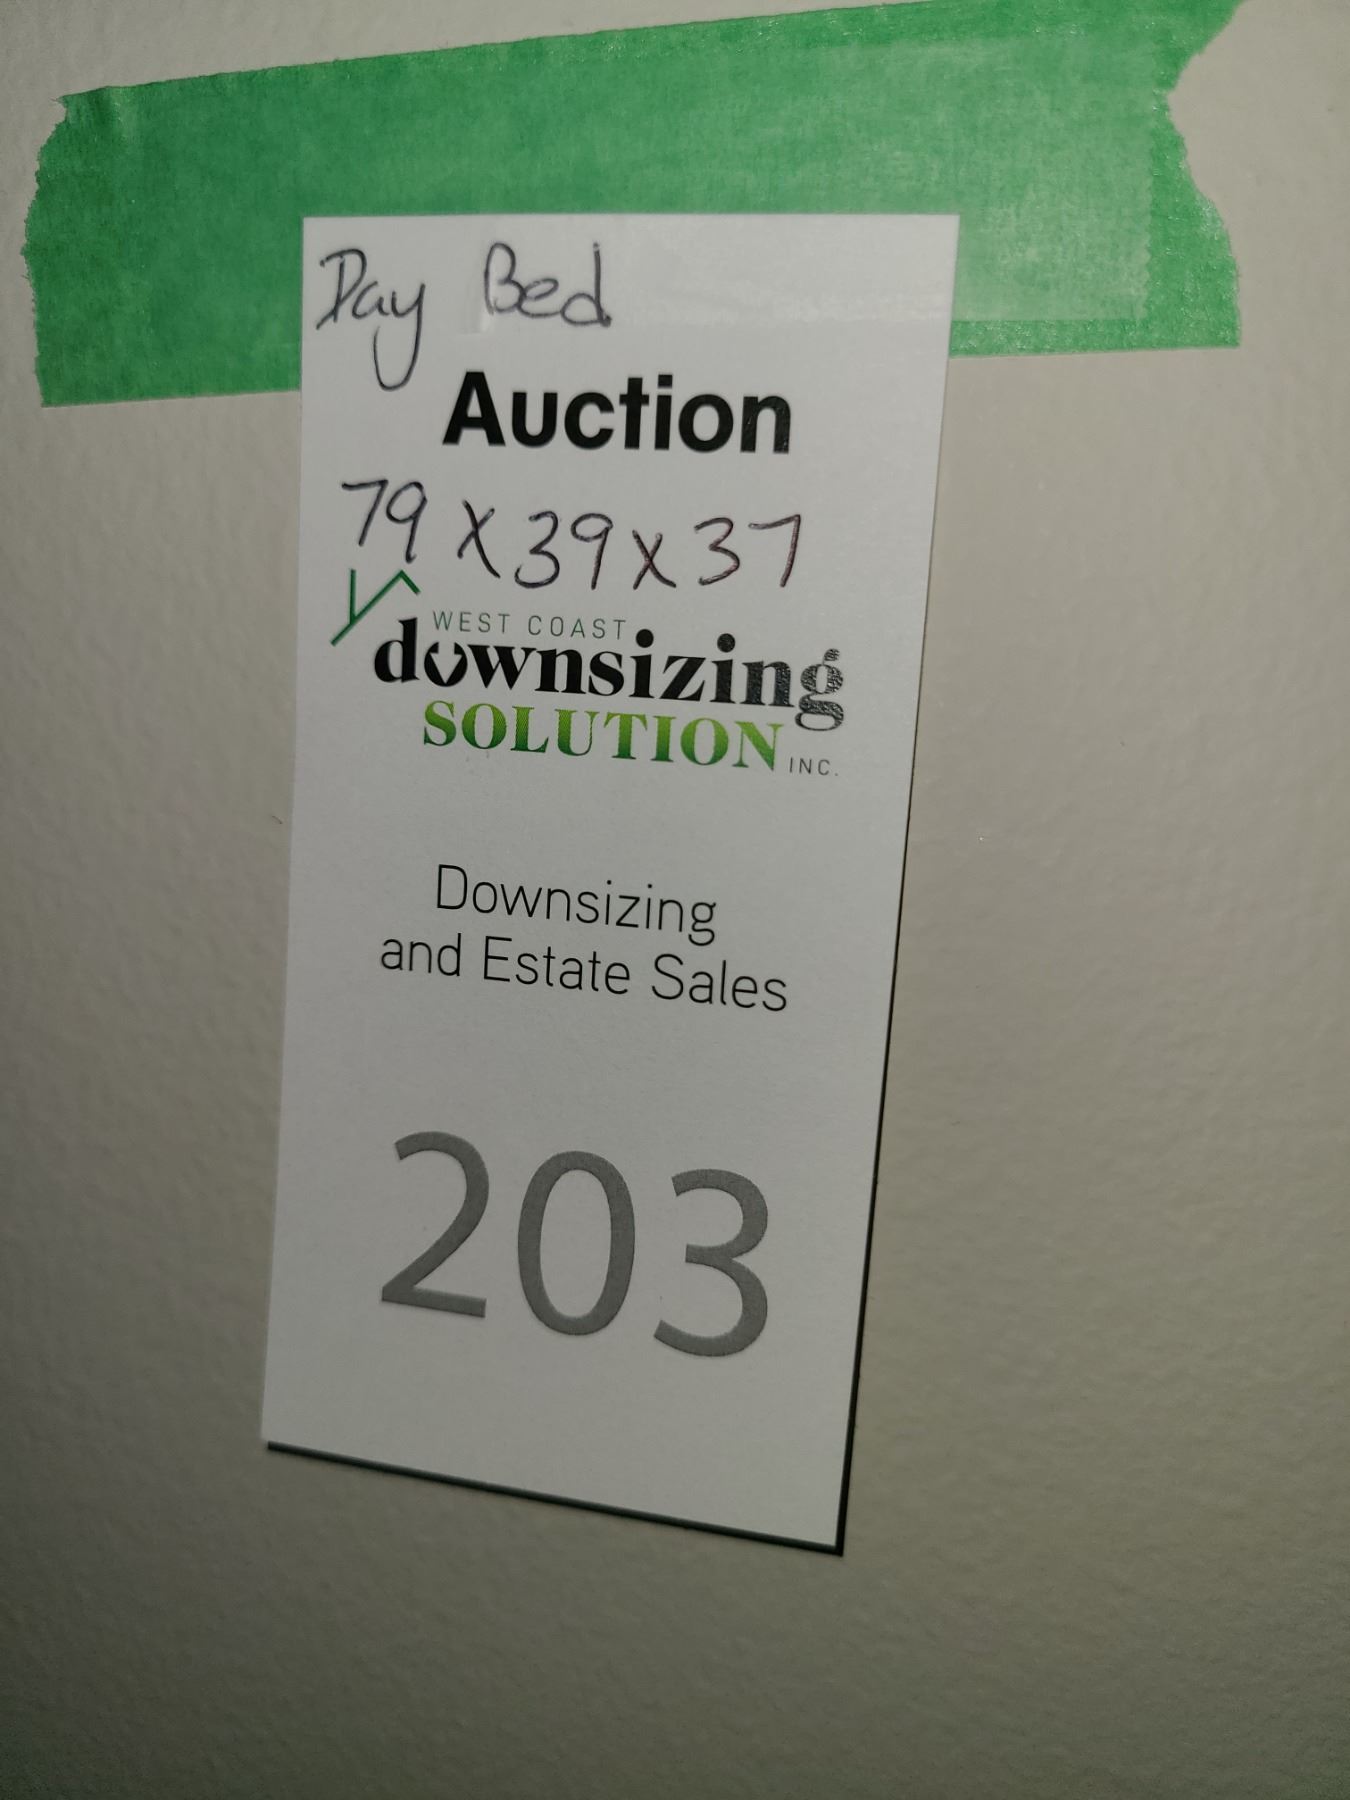 Day Bed
Auction
79 x 39 x 37
WEST COAST
downsizing
SOLUTION INC.
Downsizing
and Estate Sales
203